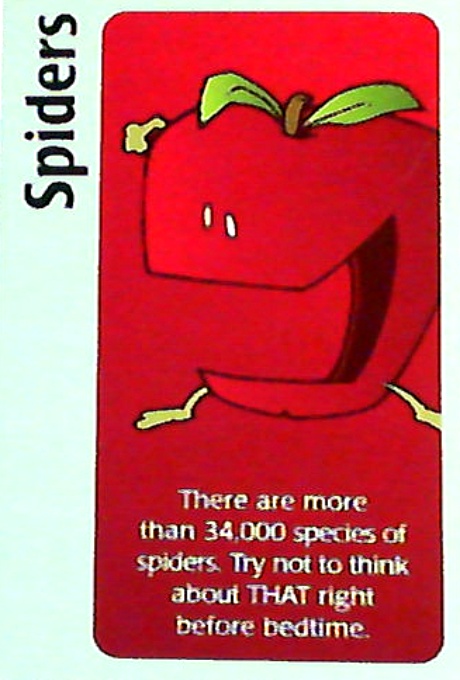 Spiders
There are more
than 34,000 species of
spiders. Try not to think
about THAT right
before bedtime.